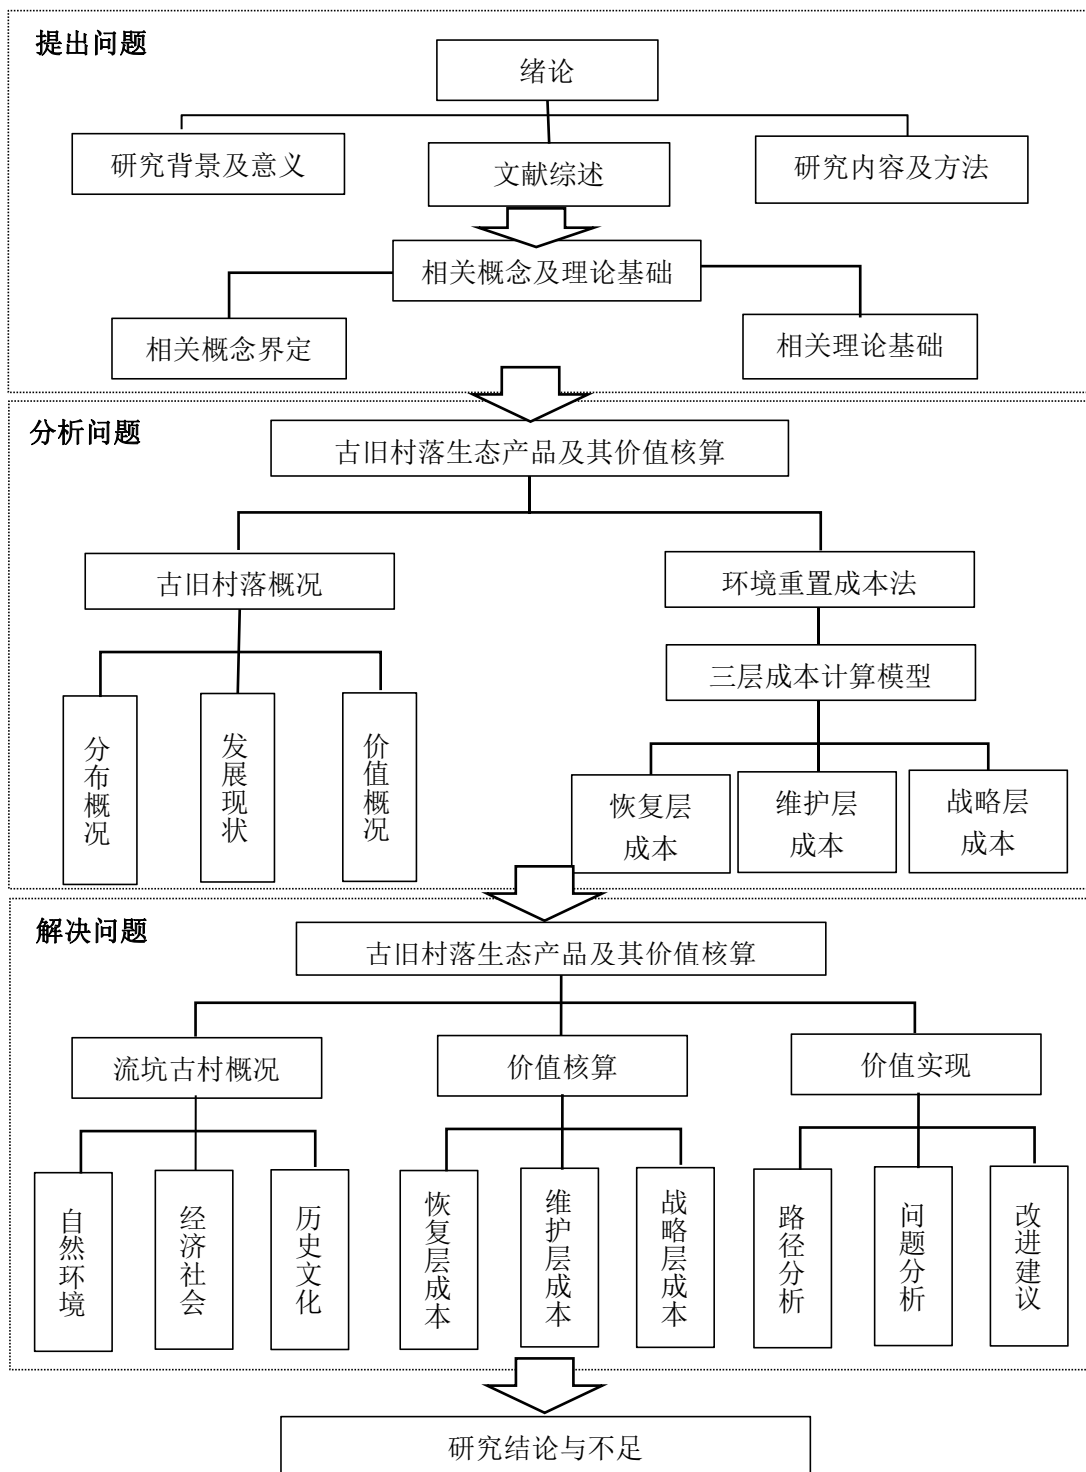 提出问题
绪论
研究背景及意义
文献综述
研究内容及方法
相关概念及理论基础
相关概念界定
相关理论基础
分析问题
古旧村落生态产品及其价值核算
古旧村落概况
环境重置成本法
三层成本计算模型
分布概况
发展现状
价值概况
恢复层
成本
维护层
成本
战略层
成本
解决问题
古旧村落生态产品及其价值核算
流坑古村概况
价值核算
价值实现
自然环境
经济社会
历史文化
恢复层成本
维护层成本
战略层成本
路径分析
问题分析
改进建议
研究结论与不足